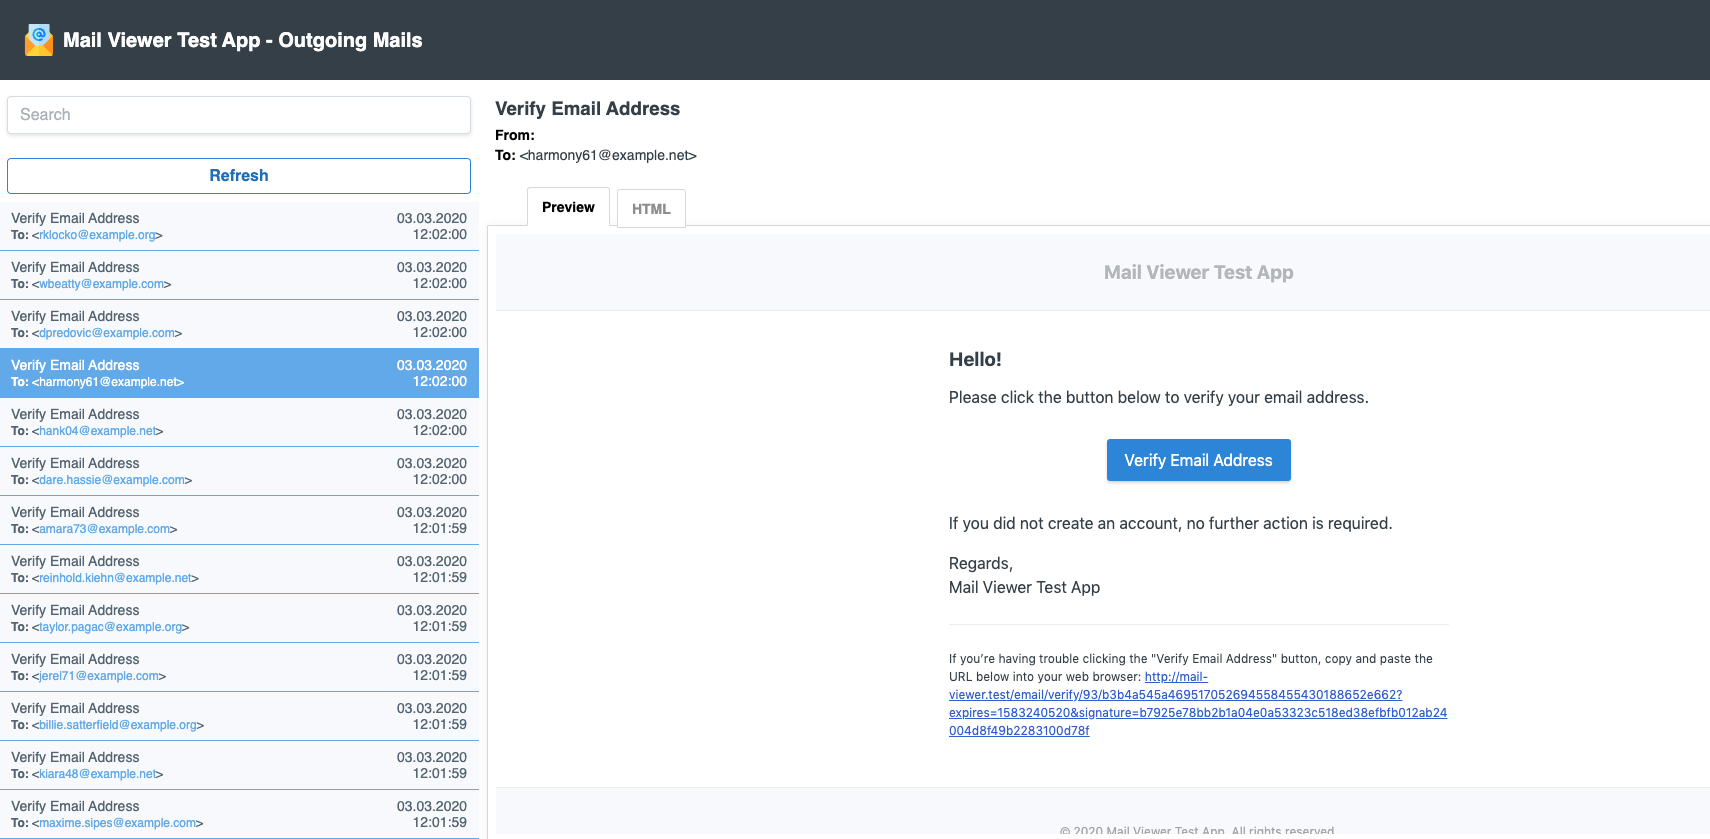 Mail Viewer Test App - Outgoing Mails
Search
Refresh
Verify Email Address 03.03.2020
To: <rklocko@example.org> 12:02:00
Verify Email Address 03.03.2020
To: <wbeatty@example.com> 12:02:00
Verify Email Address 03.03.2020
To: <dpredovic@example.com> 12:02:00
Verify Email Address 03.03.2020
To: <harmony61@example.net> 12:02:00
Verify Email Address 03.03.2020
To: <hank04@example.net> 12:02:00
Verify Email Address 03.03.2020
To: <dare.hassie@example.com> 12:02:00
Verify Email Address 03.03.2020
To: <amara73@example.com> 12:01:59
Verify Email Address 03.03.2020
To: <reinhold.kiehn@example.net> 12:01:59
Verify Email Address 03.03.2020
To: <taylor.pagac@example.org> 12:01:59
Verify Email Address 03.03.2020
To: <jerel71@example.com> 12:01:59
Verify Email Address 03.03.2020
To: <billie.satterfield@example.org> 12:01:59
Verify Email Address 03.03.2020
To: <kiara48@example.net> 12:01:59
Verify Email Address 03.03.2020
To: <maxime.sipes@example.com> 12:01:59
Verify Email Address
From:
To: <harmony61@example.net>
Preview HTML
Mail Viewer Test App
Hello!
Please click the button below to verify your email address.
Verify Email Address
If you did not create an account, no further action is required.
Regards,
Mail Viewer Test App
If you’re having trouble clicking the "Verify Email Address" button, copy and paste the
URL below into your web browser: http://mail-
viewer.test/email/verify/93/b3b4a545a469517052694558455430188652e662?
expires=1583240520&signature=b7925e78bb2b1a04e0a53323c518ed38efbfb012ab24
004d8f49b2283100d78f
© 2020 Mail Viewer Test App. All rights reserved.